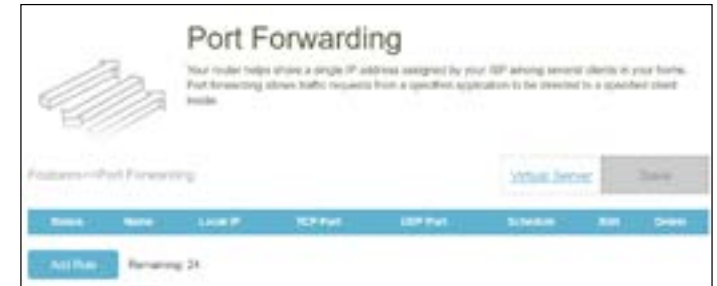 Port Forwarding
Your router helps share a single IP address assigned by your ISP among several clients in your home.
Port forwarding allows traffic requests from a specified application to be directed to a specified client
inside.
Features>>Port Forwarding
Virtual Server
Save
Status Name Local IP TCP Port UDP Port Schedule Edit Delete
Add Rule Remaining: 24